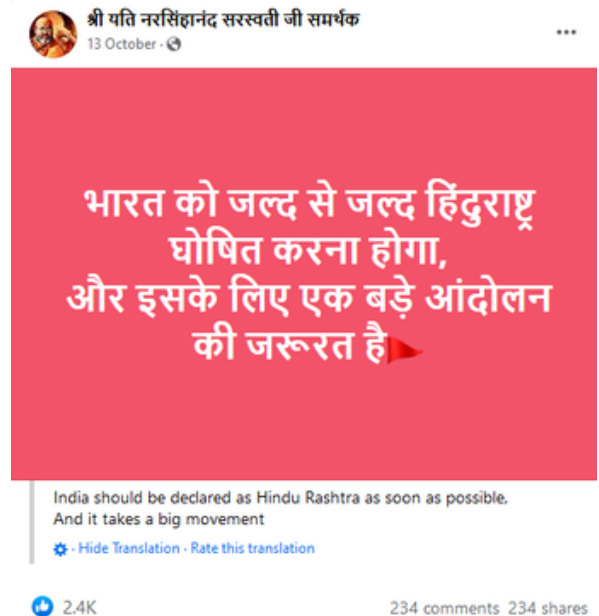 श्री यति नरसिंहानंद सरस्वती जी समर्थक
13 October ·
भारत को जल्द से जल्द हिंदुराष्ट्र
घोषित करना होगा,
और इसके लिए एक बड़े आंदोलन
की जरूरत है🚩
India should be declared as Hindu Rashtra as soon as possible,
And it takes a big movement
· Hide Translation · Rate this translation
2.4K
234 comments 234 shares